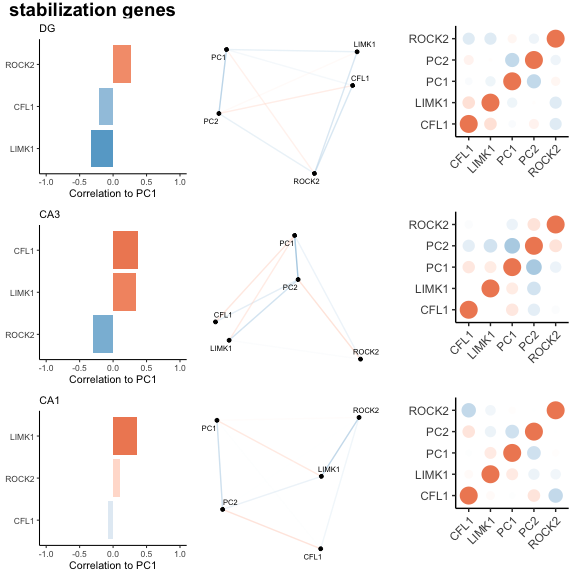 stabilization genes
DG
ROCK2
CFL1
LIMK1
-1.0 -0.5 0.0 0.5 1.0
Correlation to PC1
PC1
LIMK1
CFL1
PC2
ROCK2
ROCK2
PC2
PC1
LIMK1
CFL1
CFL1 LIMK1 PC1 PC2 ROCK2
CA3
CFL1
LIMK1
ROCK2
-1.0 -0.5 0.0 0.5 1.0
Correlation to PC1
PC1
PC2
CFL1
LIMK1
ROCK2
ROCK2
PC2
PC1
LIMK1
CFL1
CFL1 LIMK1 PC1 PC2 ROCK2
CA1
LIMK1
ROCK2
CFL1
-1.0 -0.5 0.0 0.5 1.0
Correlation to PC1
ROCK2
PC1
LIMK1
PC2
CFL1
ROCK2
PC2
PC1
LIMK1
CFL1
CFL1 LIMK1 PC1 PC2 ROCK2